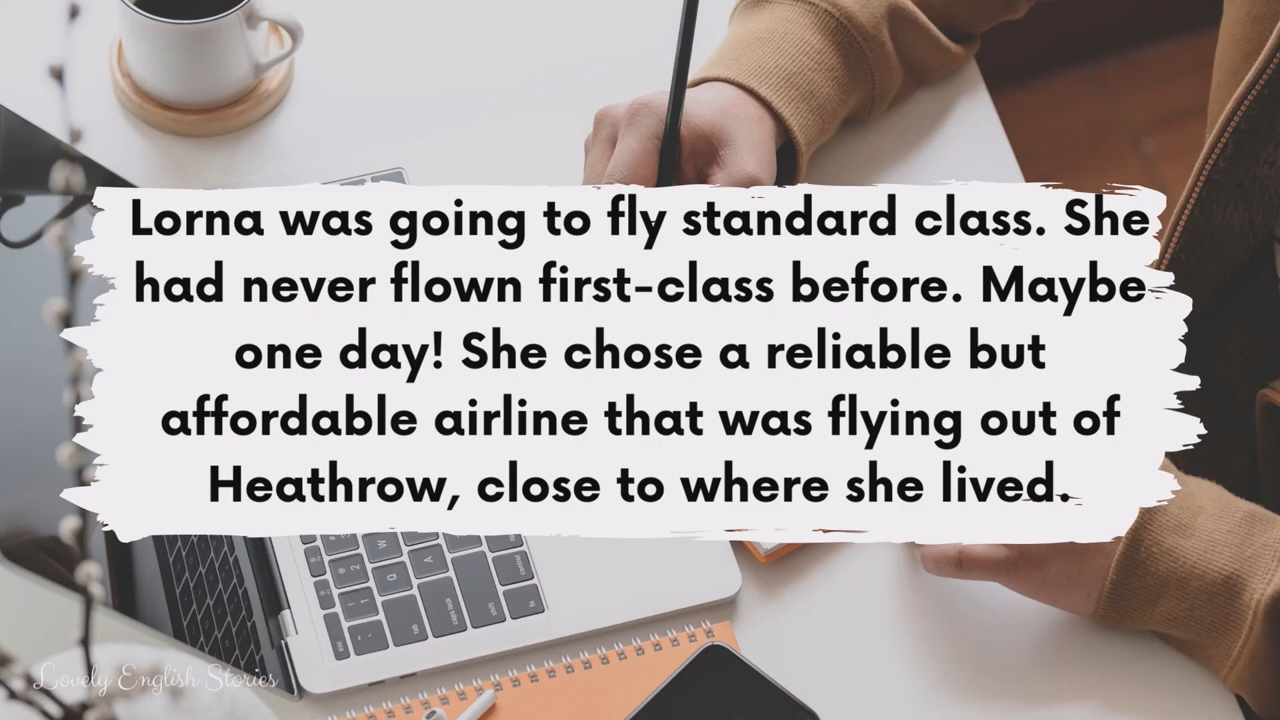 Lorna was going to fly standard class. She
had never flown first-class before. Maybe
one day! She chose a reliable but
affordable airline that was flying out of
Heathrow, close to where she lived.
Lovely English Stories